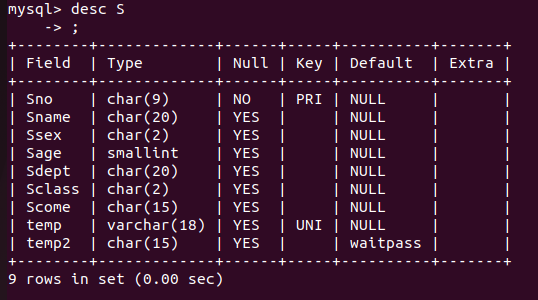 mysql> desc S
    -> ;
+--------+-------------+------+-----+----------+-------+
| Field  | Type        | Null | Key | Default  | Extra |
+--------+-------------+------+-----+----------+-------+
| Sno    | char(9)     | NO   | PRI | NULL     |       |
| Sname  | char(20)    | YES  |     | NULL     |       |
| Ssex   | char(2)     | YES  |     | NULL     |       |
| Sage   | smallint    | YES  |     | NULL     |       |
| Sdept  | char(20)    | YES  |     | NULL     |       |
| Sclass | char(2)     | YES  |     | NULL     |       |
| Scome  | char(15)    | YES  |     | NULL     |       |
| temp   | varchar(18) | YES  | UNI | NULL     |       |
| temp2  | char(15)    | YES  |     | waitpass |       |
+--------+-------------+------+-----+----------+-------+
9 rows in set (0.00 sec)